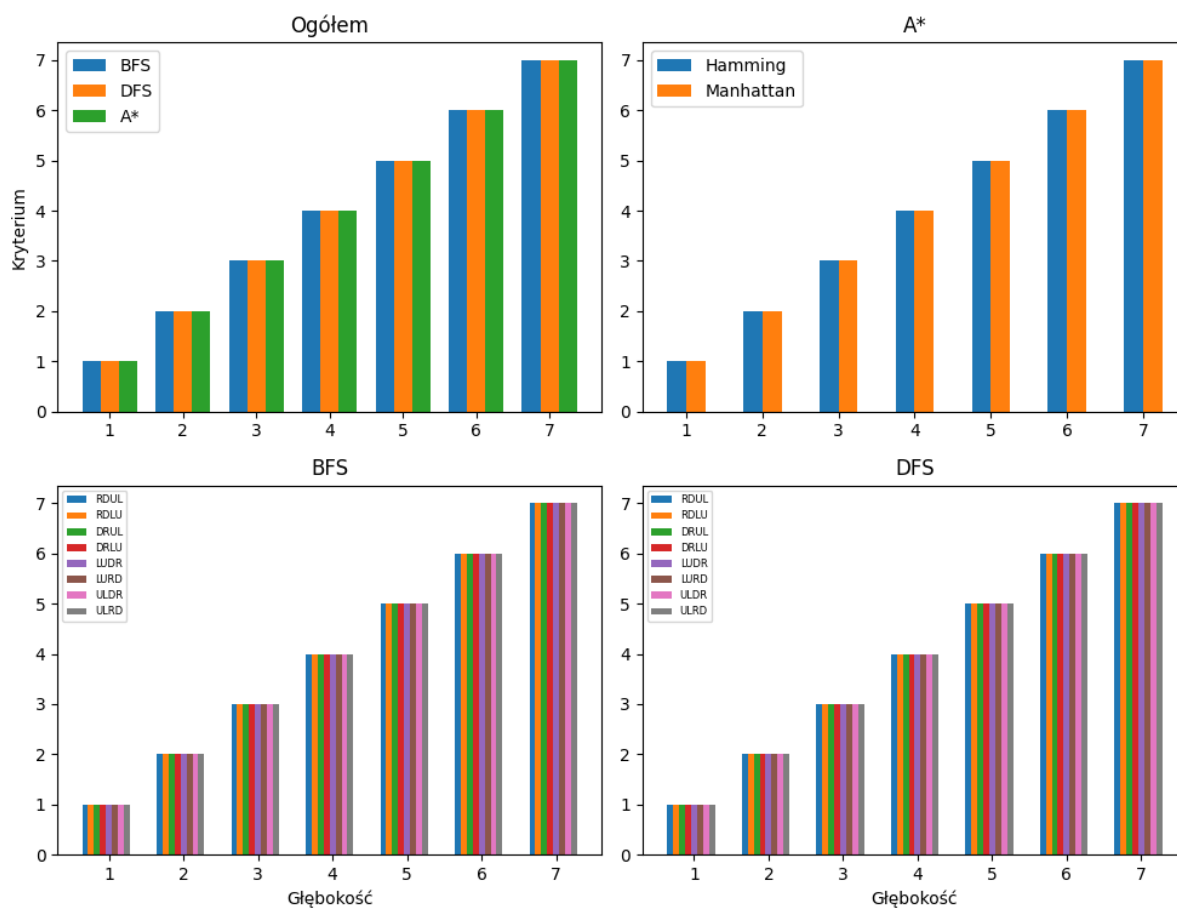 Ogółem
BFS
DFS
A*
Kryterium
7
6
5
4
3
2
1
0
1 2 3 4 5 6 7
A*
Hamming
Manhattan
7
6
5
4
3
2
1
0
1 2 3 4 5 6 7
BFS
RDUL
RDLU
DRUL
DRLU
LUDR
LURD
ULDR
ULRD
7
6
5
4
3
2
1
0
1 2 3 4 5 6 7
Głębokość
DFS
RDUL
RDLU
DRUL
DRLU
LUDR
LURD
ULDR
ULRD
7
6
5
4
3
2
1
0
1 2 3 4 5 6 7
Głębokość